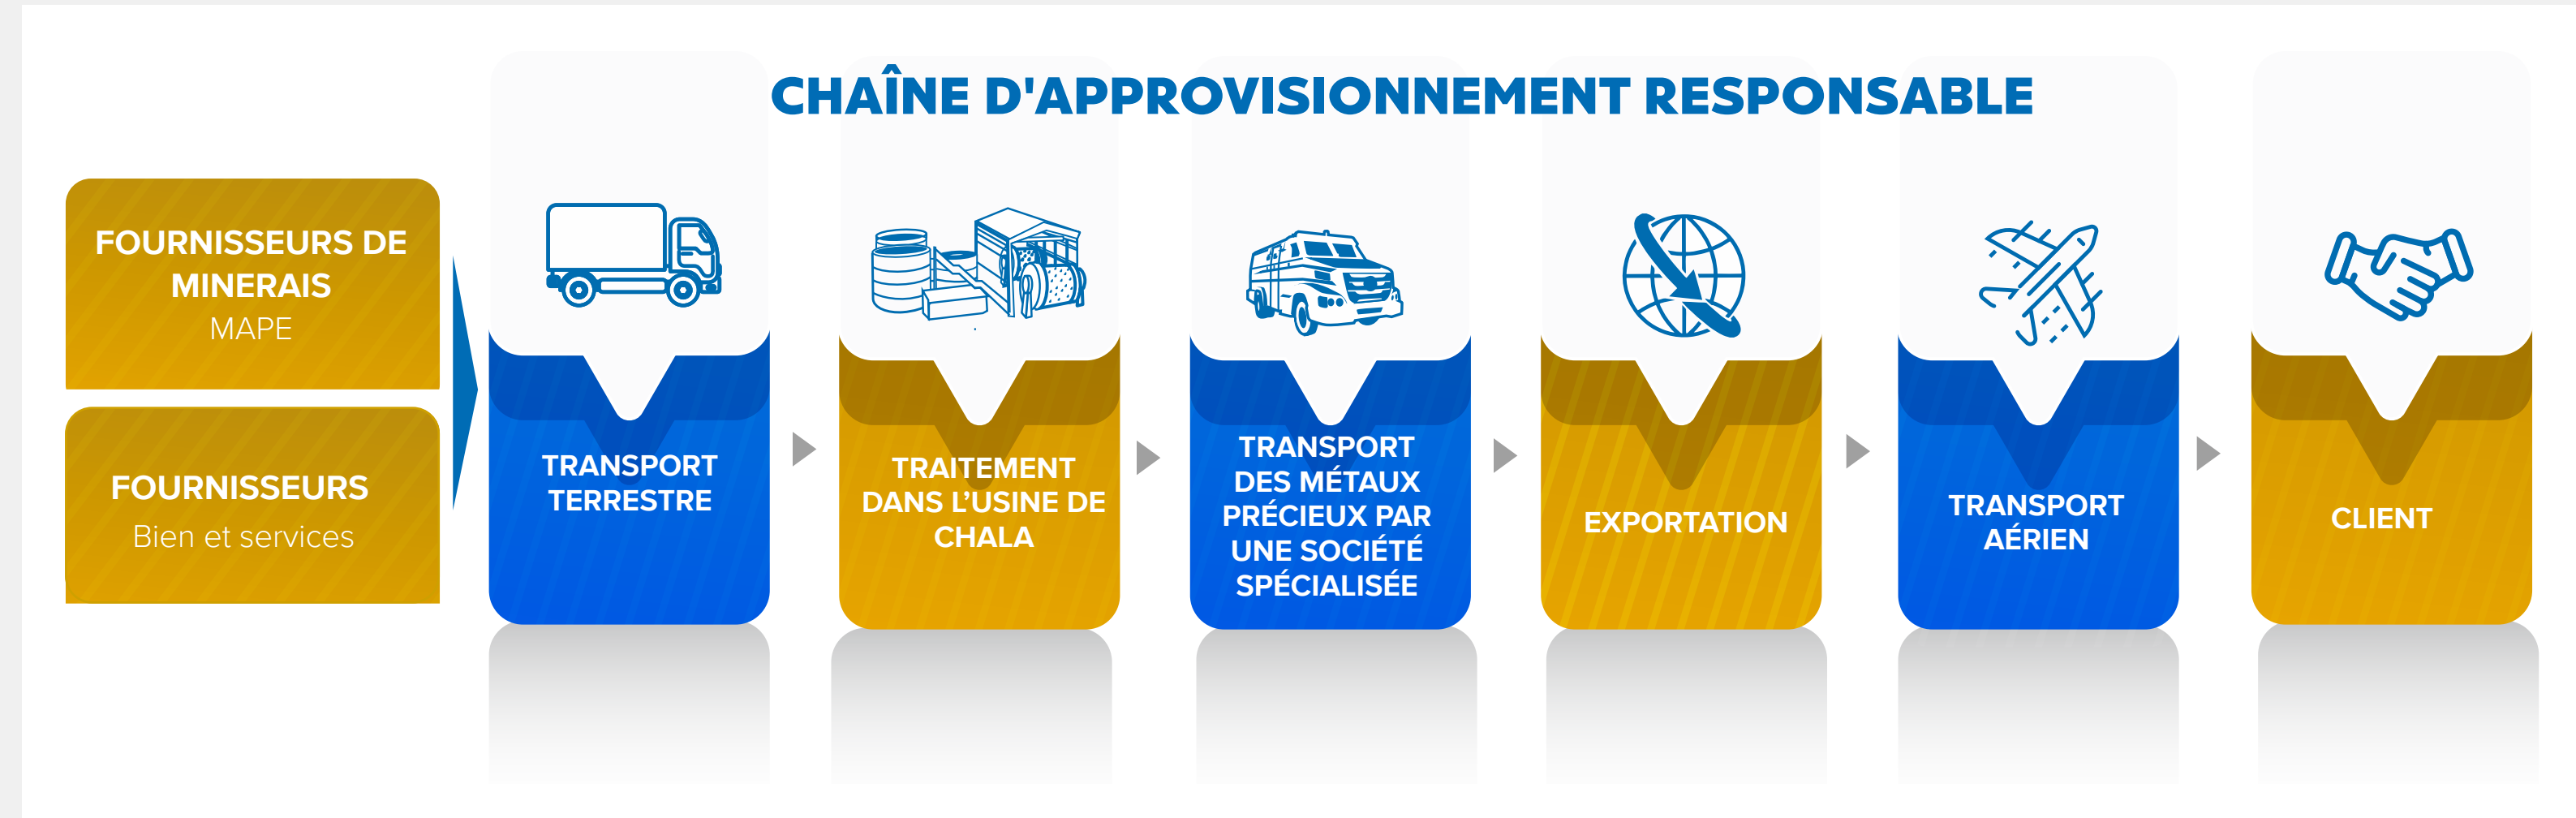 CHAÎNE D'APPROVISIONNEMENT RESPONSABLE
FOURNISSEURS DE
MINERAIS
MAPE
FOURNISSEURS
Bien et services
TRANSPORT
TERRESTRE
TRAITEMENT
DANS L’USINE DE
CHALA
TRANSPORT
DES MÉTAUX
PRÉCIEUX PAR
UNE SOCIÉTÉ
SPÉCIALISÉE
EXPORTATION
TRANSPORT
AÉRIEN
CLIENT